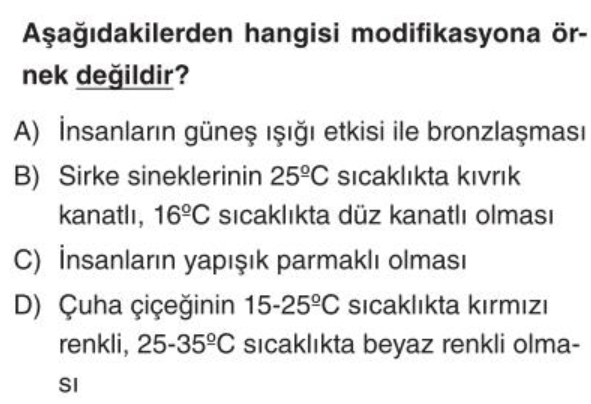 Aşağıdakilerden hangisi modifikasyona ör-
nek değildir?
A) İnsanların güneş ışığı etkisi ile bronzlaşması
B) Sirke sineklerinin 25ºC sıcaklıkta kıvrık
kanatlı, 16ºC sıcaklıkta düz kanatlı olması
C) İnsanların yapışık parmaklı olması
D) Çuha çiçeğinin 15-25ºC sıcaklıkta kırmızı
renkli, 25-35ºC sıcaklıkta beyaz renkli olma-
sı